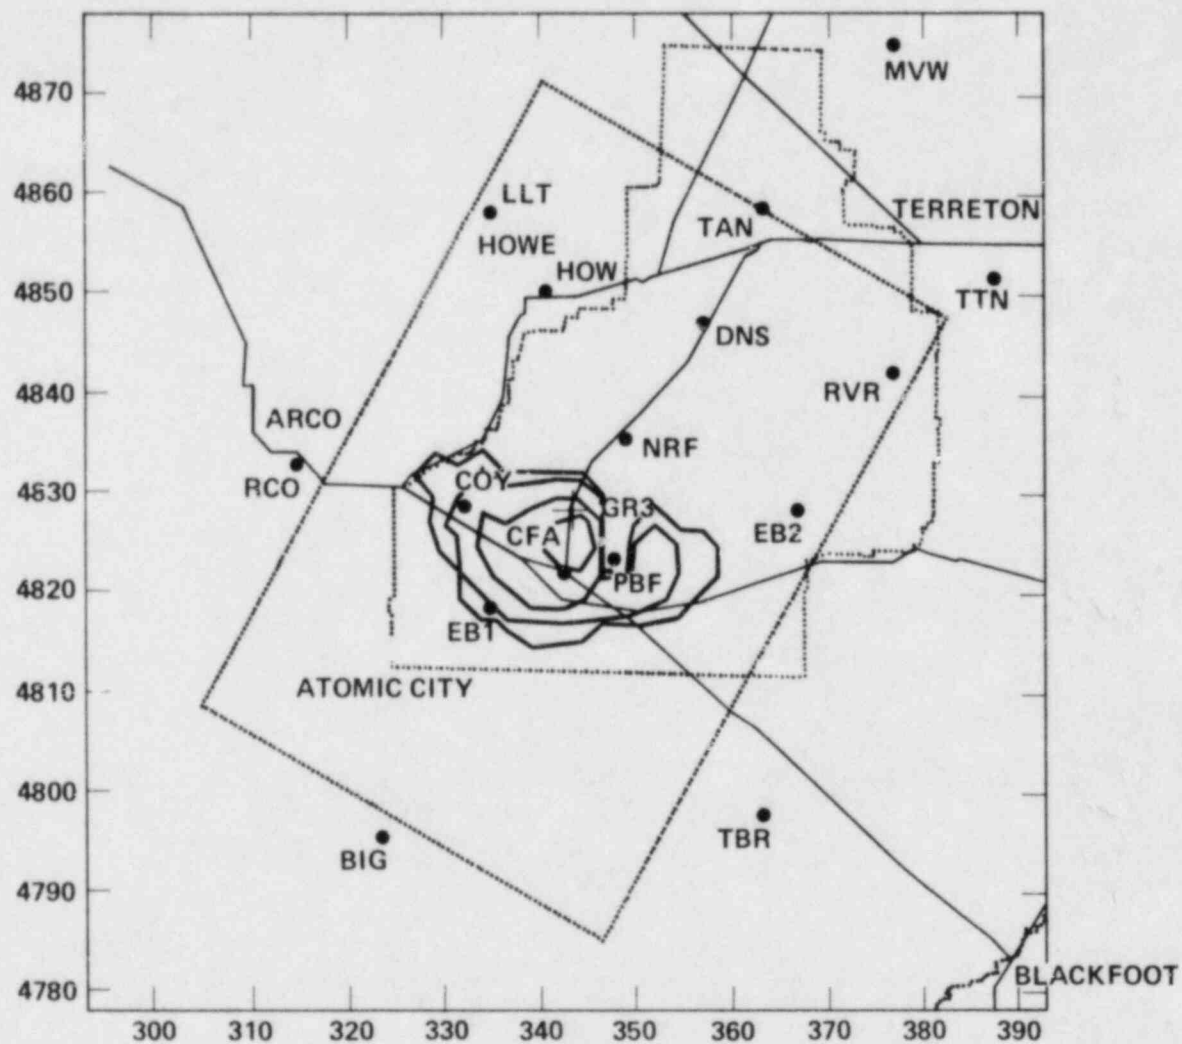 4870
MVW
4860
LLT
TERRETON
TAN
HOWE
HOW
4850
TTN
DNS
4840
RVR
ARCO
NRF
RCO
COY
4630
GR3
CFA
EB2
PBF
4820
EB1
4810
ATOMIC CITY
4800
TBR
BIG
4790
BLACKFOOT
4780
300 310 320 330 340 350 360 370 380 390